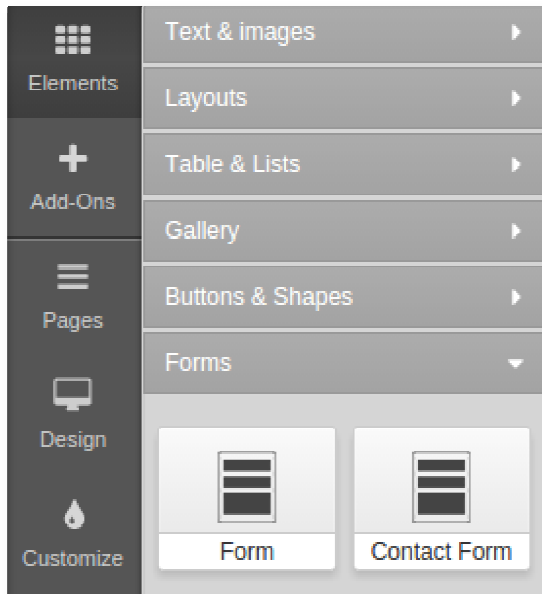 Elements
Add-Ons
Pages
Design
Customize
Text & images
Layouts
Table & Lists
Gallery
Buttons & Shapes
Forms
Form
Contact Form